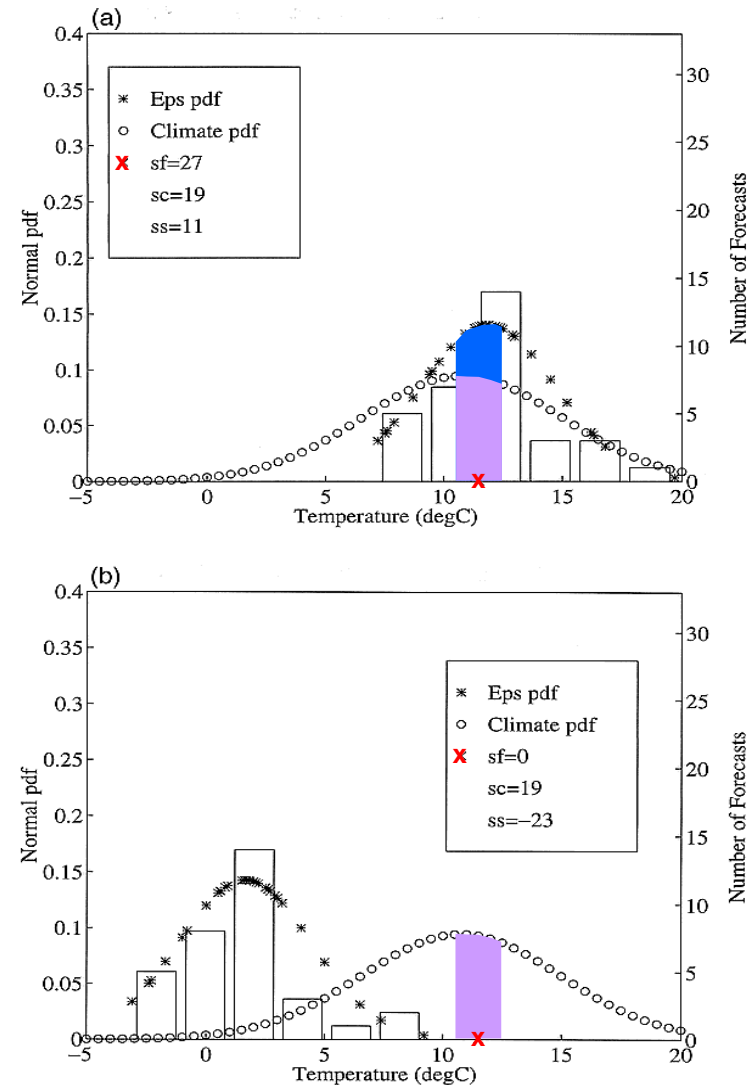 (a)
0.4
0.35
0.3
0.25
0.2
0.15
0.1
0.05
0
Normal pdf
* Eps pdf
o Climate pdf
x sf=27
sc=19
ss=11
30
25
20
15
10
5
0
Number of Forecasts
−5 0 5 10 15 20
Temperature (degC)
(b)
0.4
0.35
0.3
0.25
0.2
0.15
0.1
0.05
0
Normal pdf
* Eps pdf
o Climate pdf
x sf=0
sc=19
ss=−23
30
25
20
15
10
5
0
Number of Forecasts
−5 0 5 10 15 20
Temperature (degC)